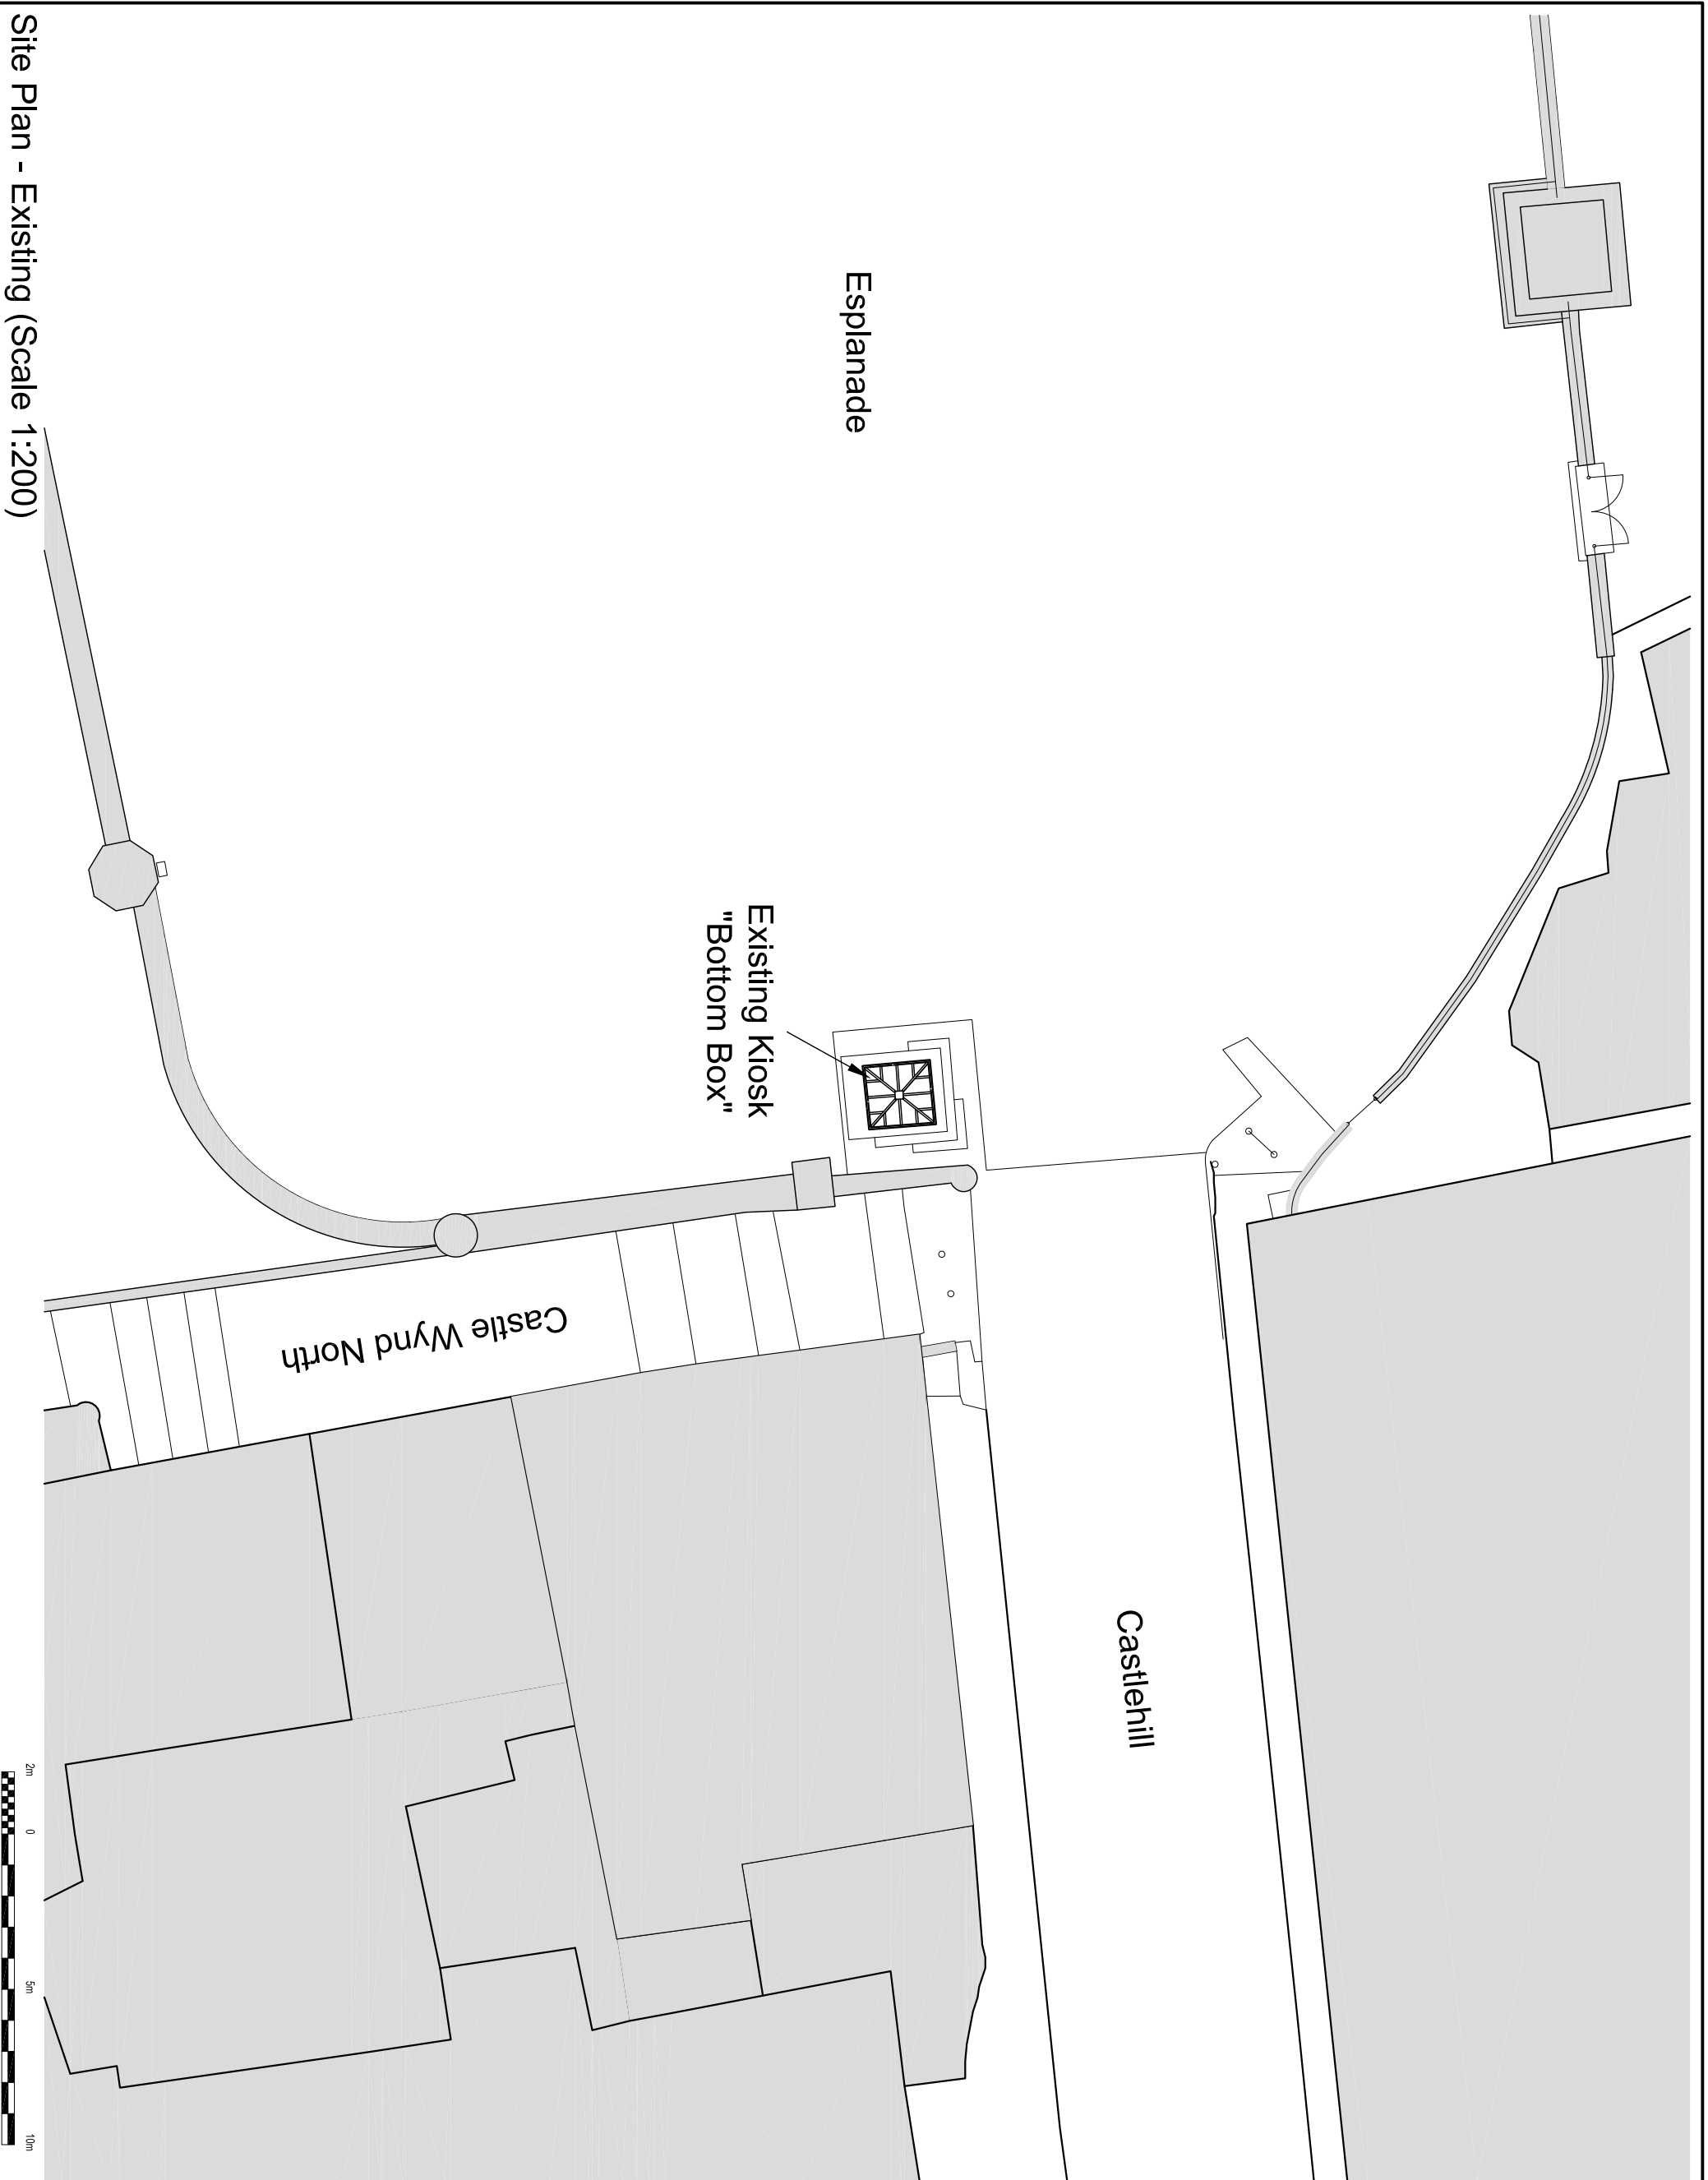 Esplanade
Existing Kiosk
"Bottom Box"
Castlehill
Castle Wynd North
Site Plan - Existing (Scale 1:200)
2m 0 5m 10m